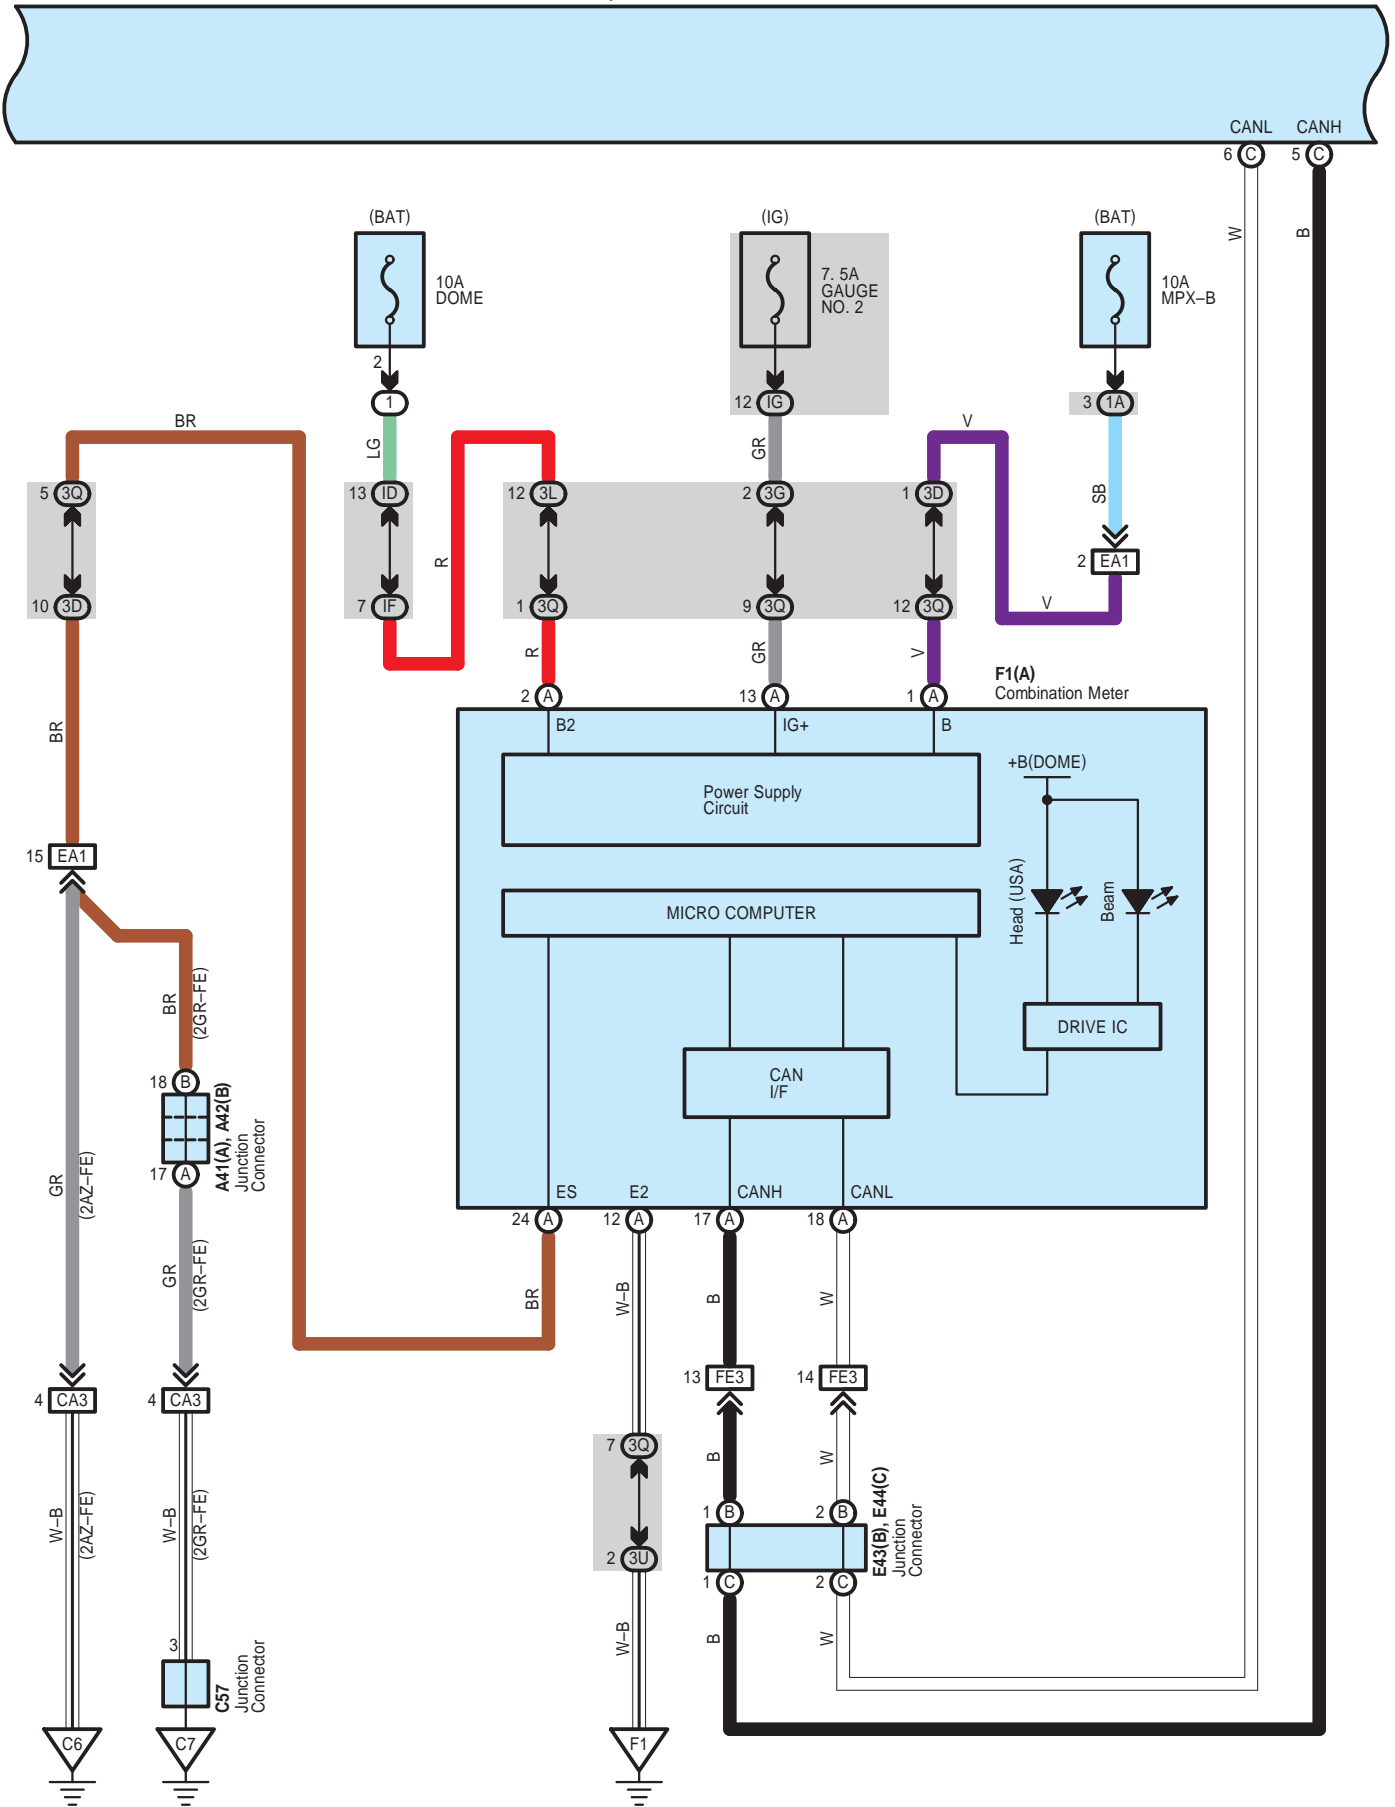 CANL CANH
6 C 5 C
W B
(BAT) (IG) (BAT)
10A
DOME
7. 5A
GAUGE
NO. 2
10A
MPX–B
2
1
12 IG
3 1A
BR
LG
GR
V
SB
5 3Q
13 ID
12 3L
2 3G
1 3D
R
2 EA1
10 3D
7 IF
1 3Q
9 3Q
12 3Q
V
R
GR
V
F1(A)
Combination Meter
2 A
13 A
1 A
B2 IG+ B
BR
+B(DOME)
Power Supply
Circuit
15 EA1
Head (USA)
Beam
MICRO COMPUTER
BR
(2GR–FE)
DRIVE IC
CAN
I/F
18 B
17 A
A41(A), A42(B)
Junction
Connector
GR
(2AZ–FE)
ES E2 CANH CANL
24 A
12 A
17 A
18 A
GR
(2GR–FE)
BR
W–B
B
W
13 FE3
14 FE3
4 CA3
4 CA3
7 3Q
B
W
1 B
2 B
E43(B), E44(C)
Junction
Connector
W–B
(2AZ–FE)
W–B
(2GR–FE)
2 3U
1 C
2 C
W–B
B
W
3
C57
Junction
Connector
C6 C7 F1